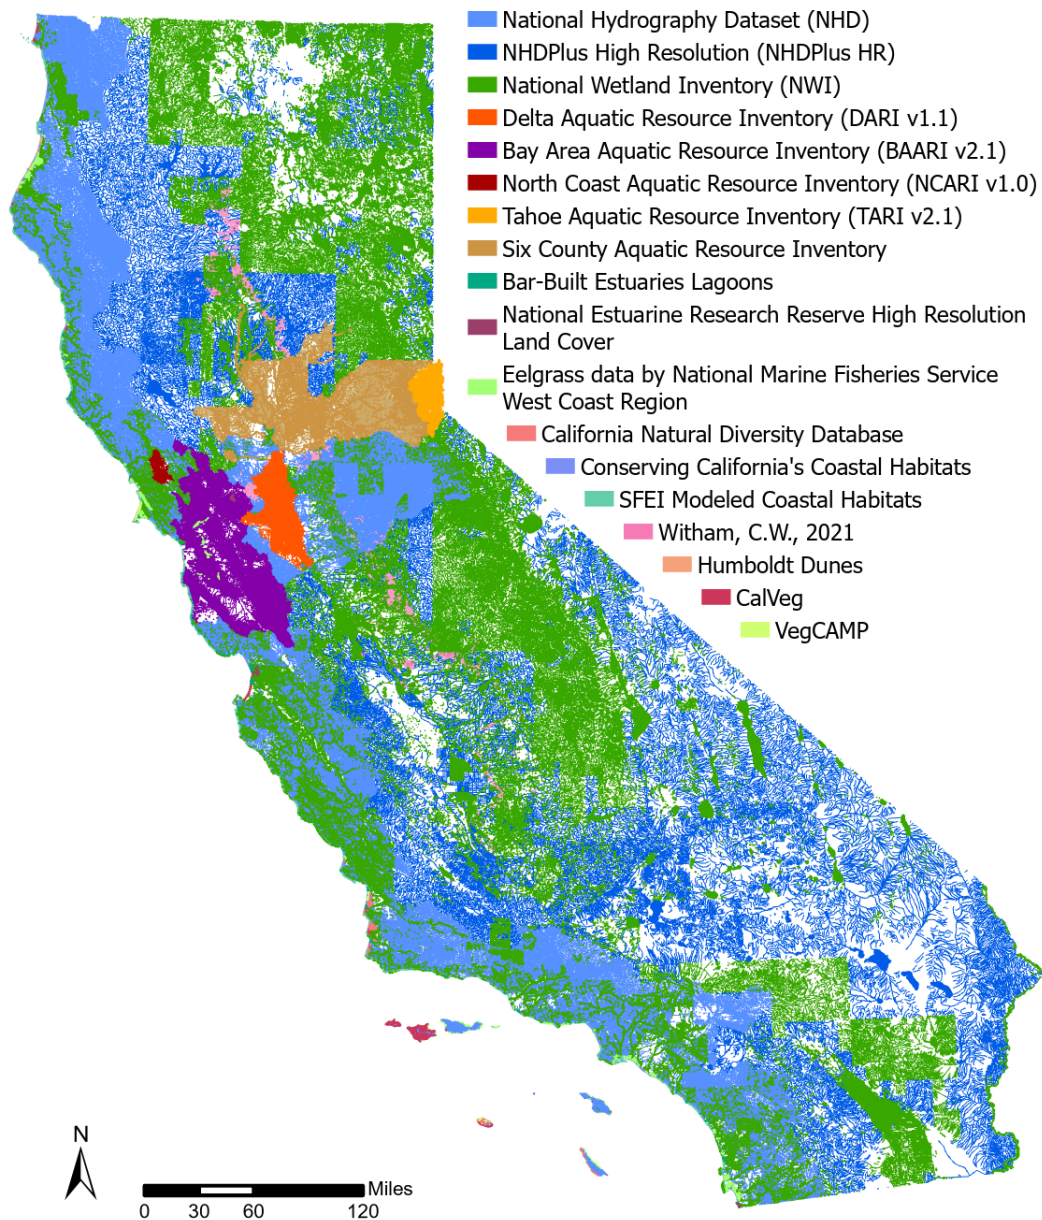 National Hydrography Dataset (NHD)
NHDPlus High Resolution (NHDPlus HR)
National Wetland Inventory (NWI)
Delta Aquatic Resource Inventory (DARI v1.1)
Bay Area Aquatic Resource Inventory (BAARI v2.1)
North Coast Aquatic Resource Inventory (NCARI v1.0)
Tahoe Aquatic Resource Inventory (TARI v2.1)
Six County Aquatic Resource Inventory
Bar-Built Estuaries Lagoons
National Estuarine Research Reserve High Resolution
Land Cover
Eelgrass data by National Marine Fisheries Service
West Coast Region
California Natural Diversity Database
Conserving California's Coastal Habitats
SFEI Modeled Coastal Habitats
Witham, C.W., 2021
Humboldt Dunes
CalVeg
VegCAMP
N
Miles
0 30 60 120